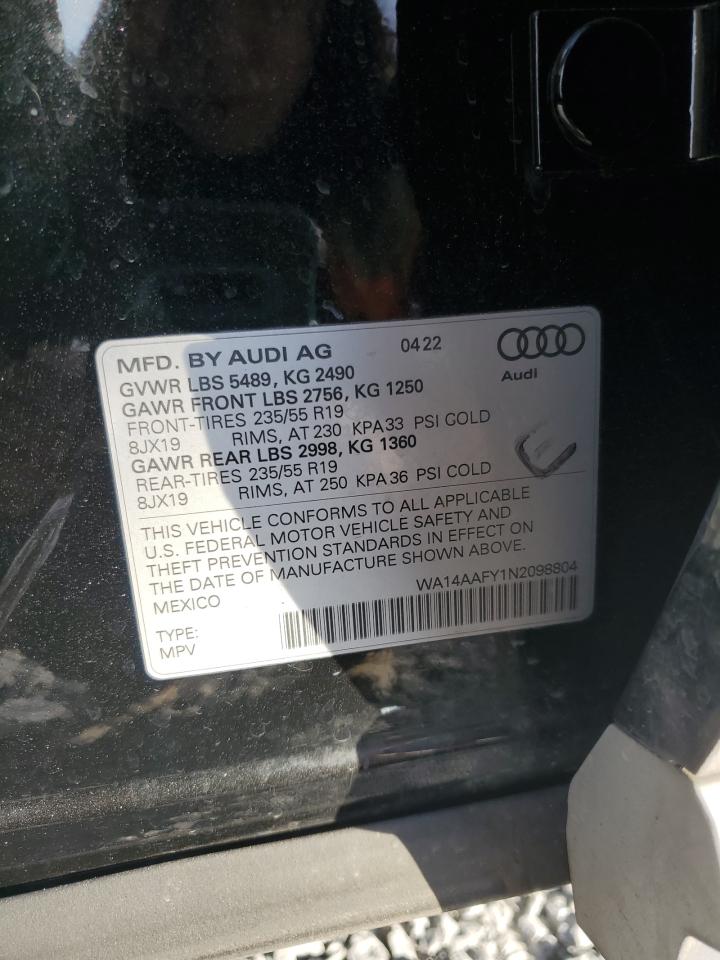 MFD. BY AUDI AG 0422
Audi
GVWR LBS 5489, KG 2490
GAWR FRONT LBS 2756, KG 1250
FRONT-TIRES 235/55 R19
8JX19 RIMS, AT 230 KPA33 PSI COLD
GAWR REAR LBS 2998, KG 1360
REAR-TIRES 235/55 R19
8JX19 RIMS, AT 250 KPA36 PSI COLD
THIS VEHICLE CONFORMS TO ALL APPLICABLE
U.S. FEDERAL MOTOR VEHICLE SAFETY AND
THEFT PREVENTION STANDARDS IN EFFECT ON
THE DATE OF MANUFACTURE SHOWN ABOVE.
MEXICO WA14AAFY1N2098804
TYPE:
MPV